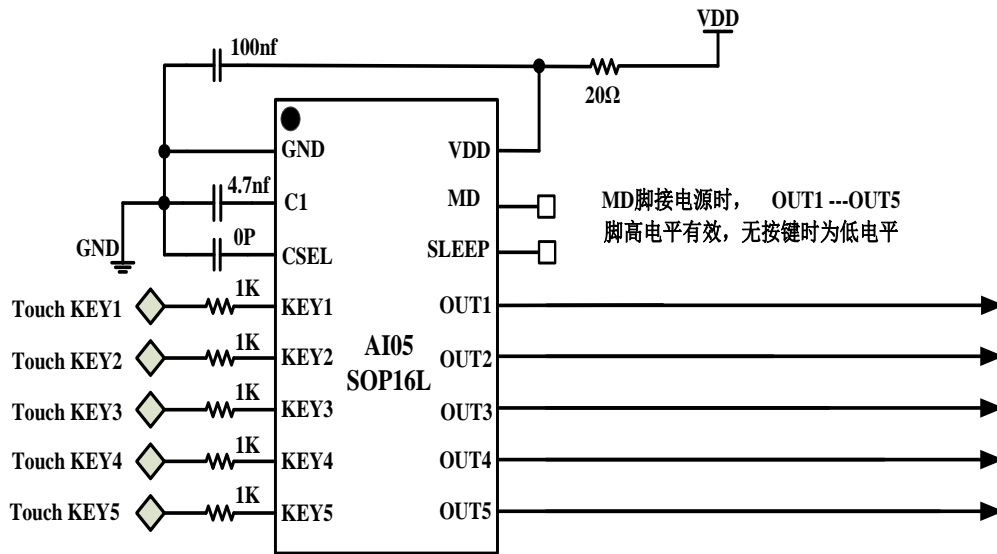 VDD
100nf
20Ω
GND
VDD
4.7nf
C1
MD
MD脚接电源时， OUT1 ---OUT5
脚高电平有效，无按键时为低电平
GND
0P
CSEL
SLEEP
Touch KEY1
1K
KEY1
OUT1
Touch KEY2
1K
KEY2
OUT2
AI05
SOP16L
Touch KEY3
1K
KEY3
OUT3
Touch KEY4
1K
KEY4
OUT4
Touch KEY5
1K
KEY5
OUT5